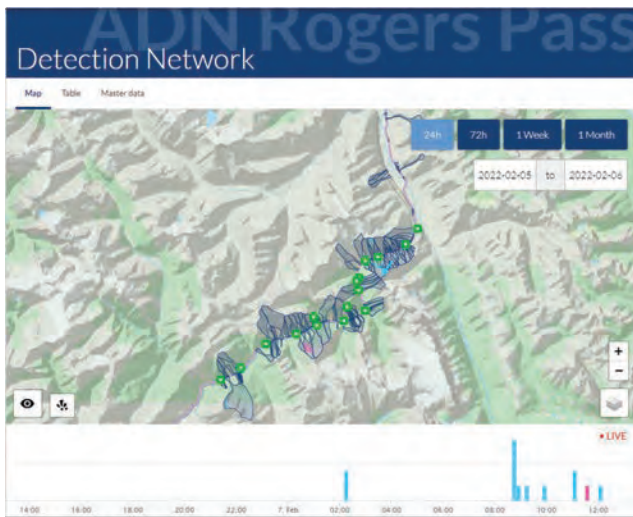 ADN Rogers Pass
Detection Network
Map Table Master data
24h 72h 1 Week 1 Month
2022-02-05 to 2022-02-06
+
−
• LIVE
14:00 16:00 18:00 20:00 22:00 7. Feb 02:00 04:00 06:00 08:00 10:00 12:00